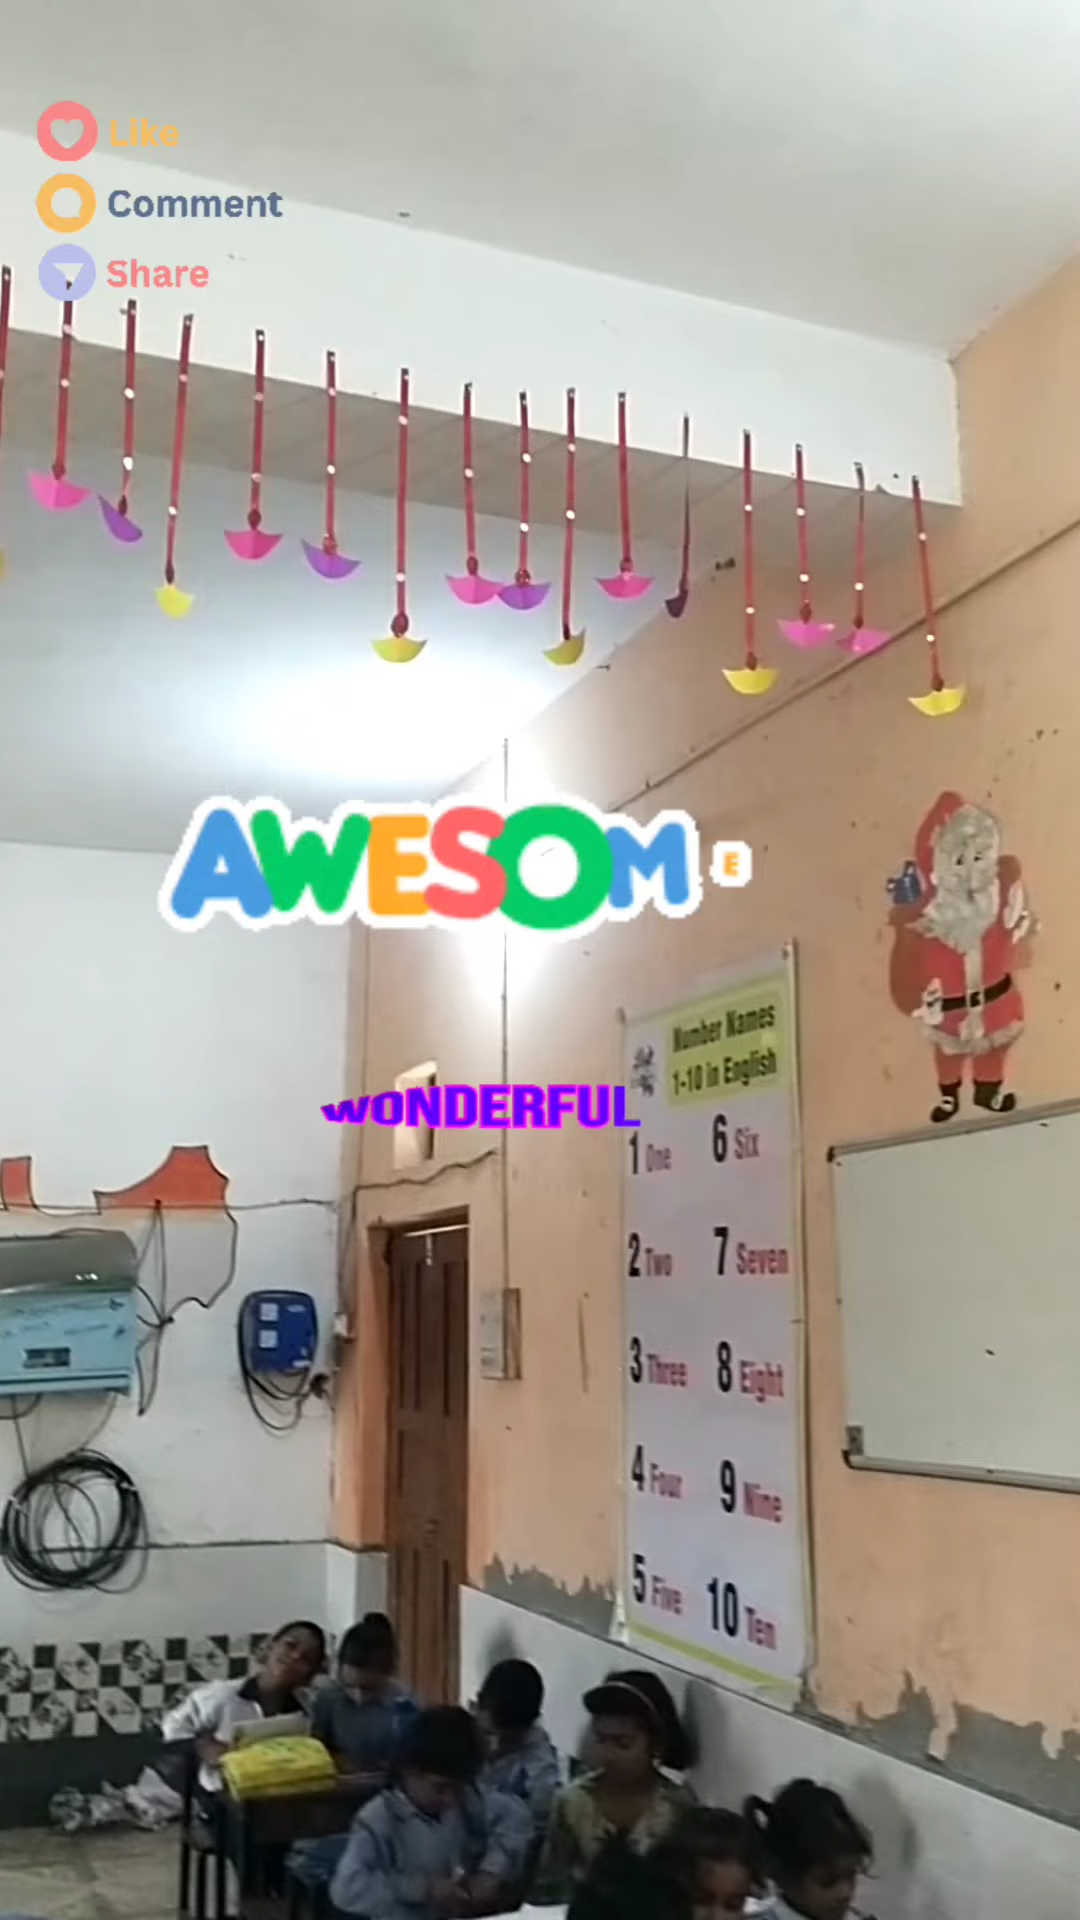 Like
Comment
Share
AWESOME
WONDERFUL
Number Names
1-10 in English
1 One
6 Six
2 Two
7 Seven
3 Three
8 Eight
4 Four
9 Nine
5 Five
10 Ten